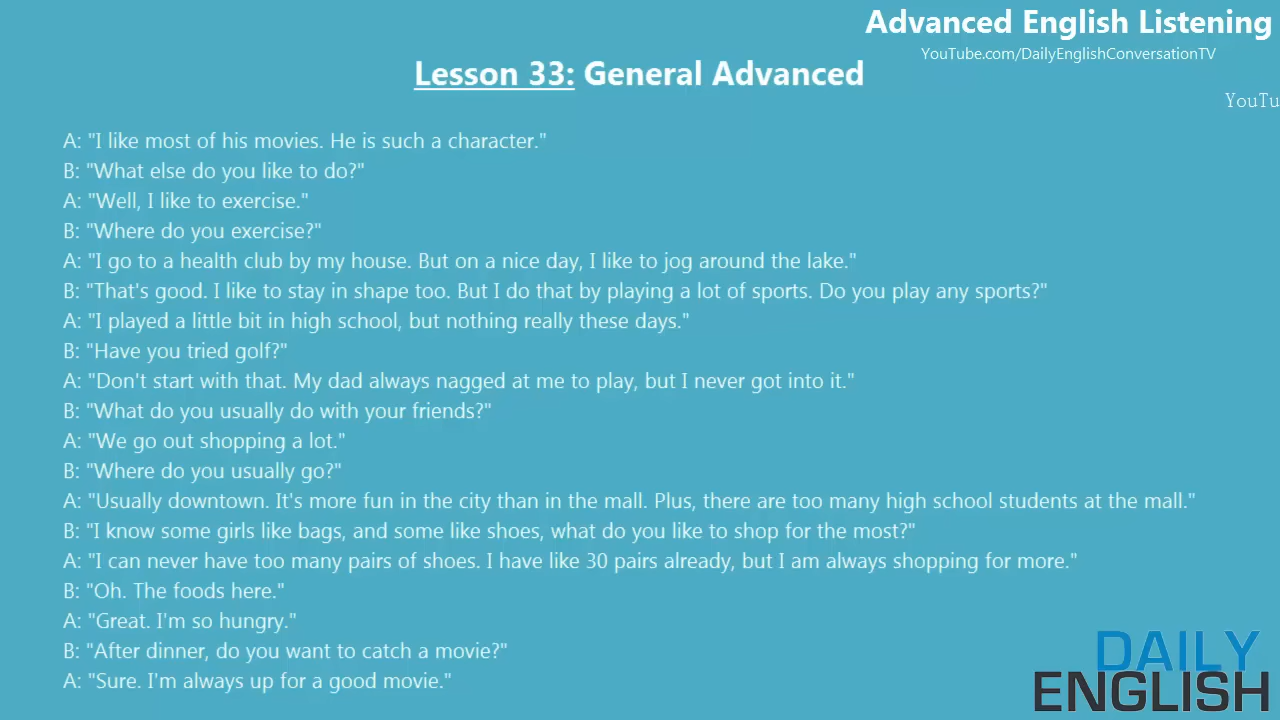 Advanced English Listening
YouTube.com/DailyEnglishConversationTV
Lesson 33: General Advanced
YouTu
A: "I like most of his movies. He is such a character."
B: "What else do you like to do?"
A: "Well, I like to exercise."
B: "Where do you exercise?"
A: "I go to a health club by my house. But on a nice day, I like to jog around the lake."
B: "That's good. I like to stay in shape too. But I do that by playing a lot of sports. Do you play any sports?"
A: "I played a little bit in high school, but nothing really these days."
B: "Have you tried golf?"
A: "Don't start with that. My dad always nagged at me to play, but I never got into it."
B: "What do you usually do with your friends?"
A: "We go out shopping a lot."
B: "Where do you usually go?"
A: "Usually downtown. It's more fun in the city than in the mall. Plus, there are too many high school students at the mall."
B: "I know some girls like bags, and some like shoes, what do you like to shop for the most?"
A: "I can never have too many pairs of shoes. I have like 30 pairs already, but I am always shopping for more."
B: "Oh. The foods here."
A: "Great. I'm so hungry."
B: "After dinner, do you want to catch a movie?"
A: "Sure. I'm always up for a good movie."
DAILY
ENGLISH